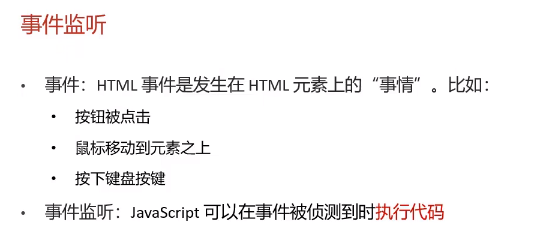 事件监听
• 事件：HTML 事件是发生在 HTML 元素上的“事情”。比如：
• 按钮被点击
• 鼠标移动到元素之上
• 按下键盘按键
• 事件监听：JavaScript 可以在事件被侦测到时执行代码